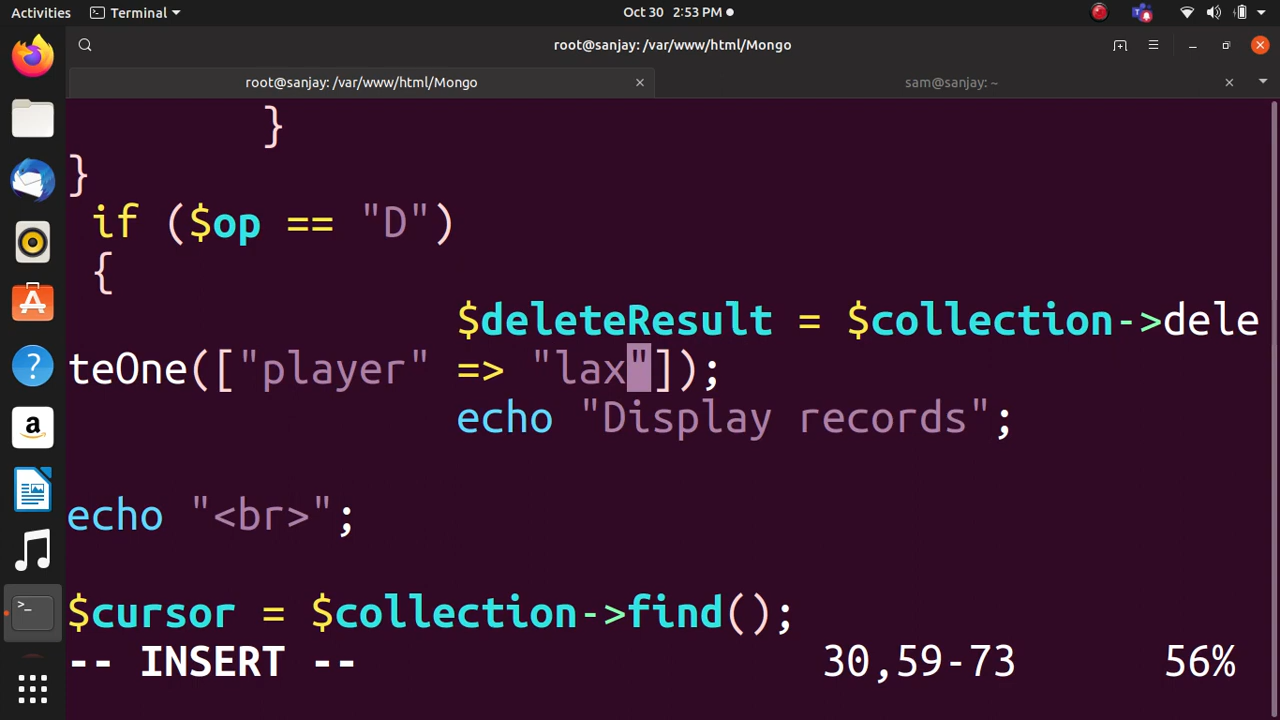 Activities Terminal Oct 30 2:53 PM
root@sanjay: /var/www/html/Mongo
root@sanjay: /var/www/html/Mongo sam@sanjay: ~
}
}
if ($op == "D")
{
$deleteResult = $collection->dele
teOne(["player" => "lax"]);
echo "Display records";
echo "<br>";
$cursor = $collection->find();
-- INSERT -- 30,59-73 56%